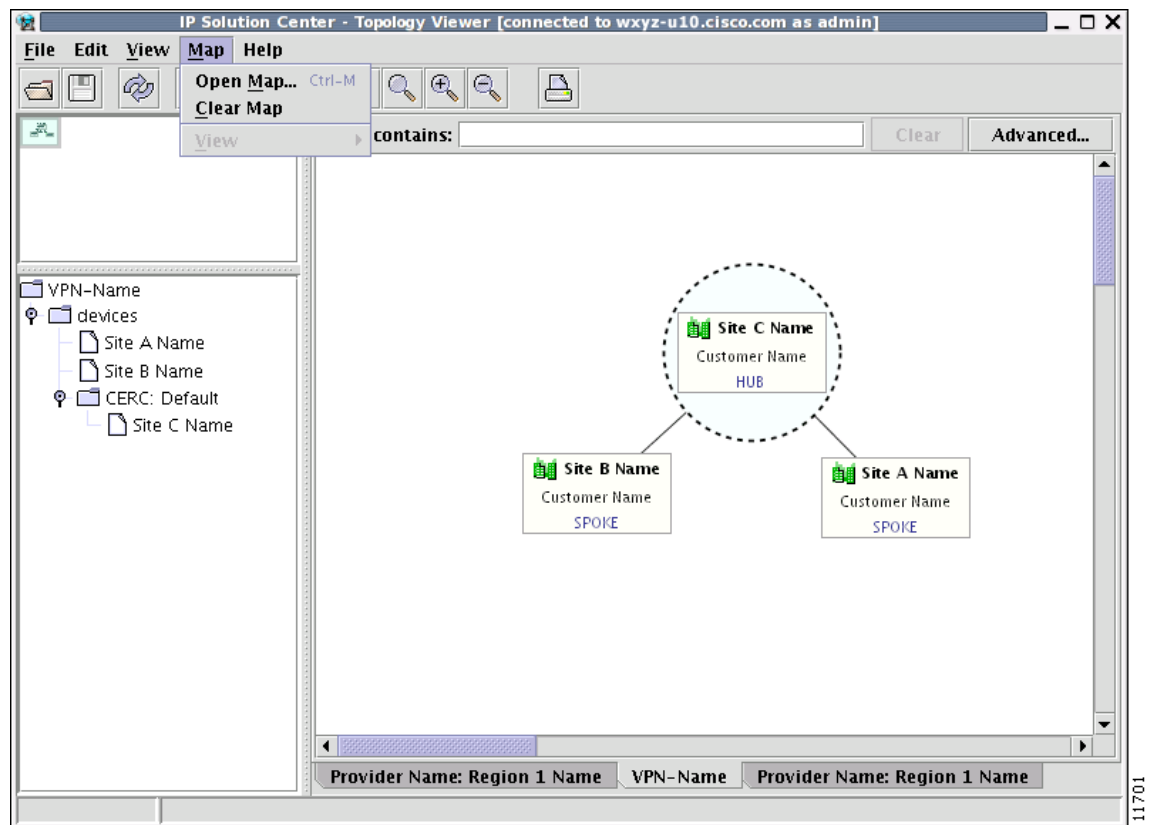 IP Solution Center - Topology Viewer [connected to wxyz-u10.cisco.com as admin]
File Edit View Map Help
Open Map... Ctrl-M
Clear Map
View
contains:
Clear
Advanced...
VPN-Name
devices
Site A Name
Site B Name
CERC: Default
Site C Name
Site C Name
Customer Name
HUB
Site B Name
Customer Name
SPOKE
Site A Name
Customer Name
SPOKE
Provider Name: Region 1 Name
VPN-Name
Provider Name: Region 1 Name
11701